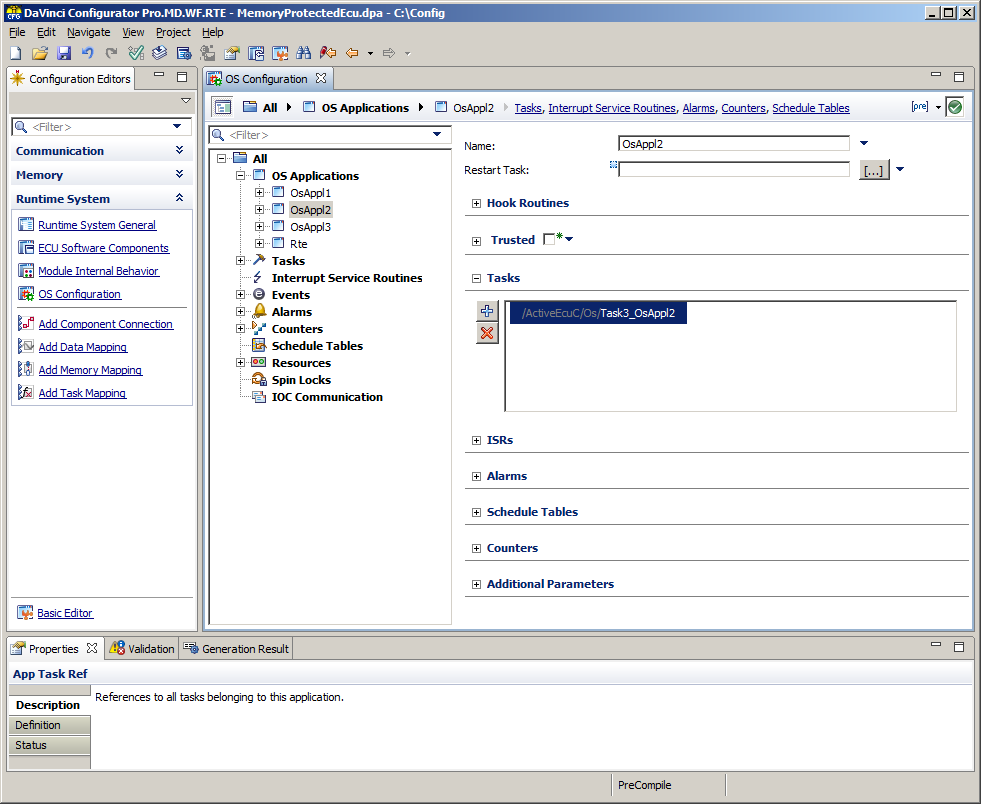 DaVinci Configurator Pro.MD.WF.RTE - MemoryProtectedEcu.dpa - C:\Config
File Edit Navigate View Project Help
Configuration Editors
<Filter>
Communication
Memory
Runtime System
Runtime System General
ECU Software Components
Module Internal Behavior
OS Configuration
Add Component Connection
Add Data Mapping
Add Memory Mapping
Add Task Mapping
Basic Editor
OS Configuration
All OS Applications OsAppl2 Tasks, Interrupt Service Routines, Alarms, Counters, Schedule Tables [pre]
<Filter>
All
OS Applications
OsAppl1
OsAppl2
OsAppl3
Rte
Tasks
Interrupt Service Routines
Events
Alarms
Counters
Schedule Tables
Resources
Spin Locks
IOC Communication
Name: OsAppl2
Restart Task: [...]
Hook Routines
Trusted *
Tasks
/ActiveEcuC/Os/Task3_OsAppl2
ISRs
Alarms
Schedule Tables
Counters
Additional Parameters
Properties Validation Generation Result
App Task Ref
Description
Definition
Status
References to all tasks belonging to this application.
PreCompile